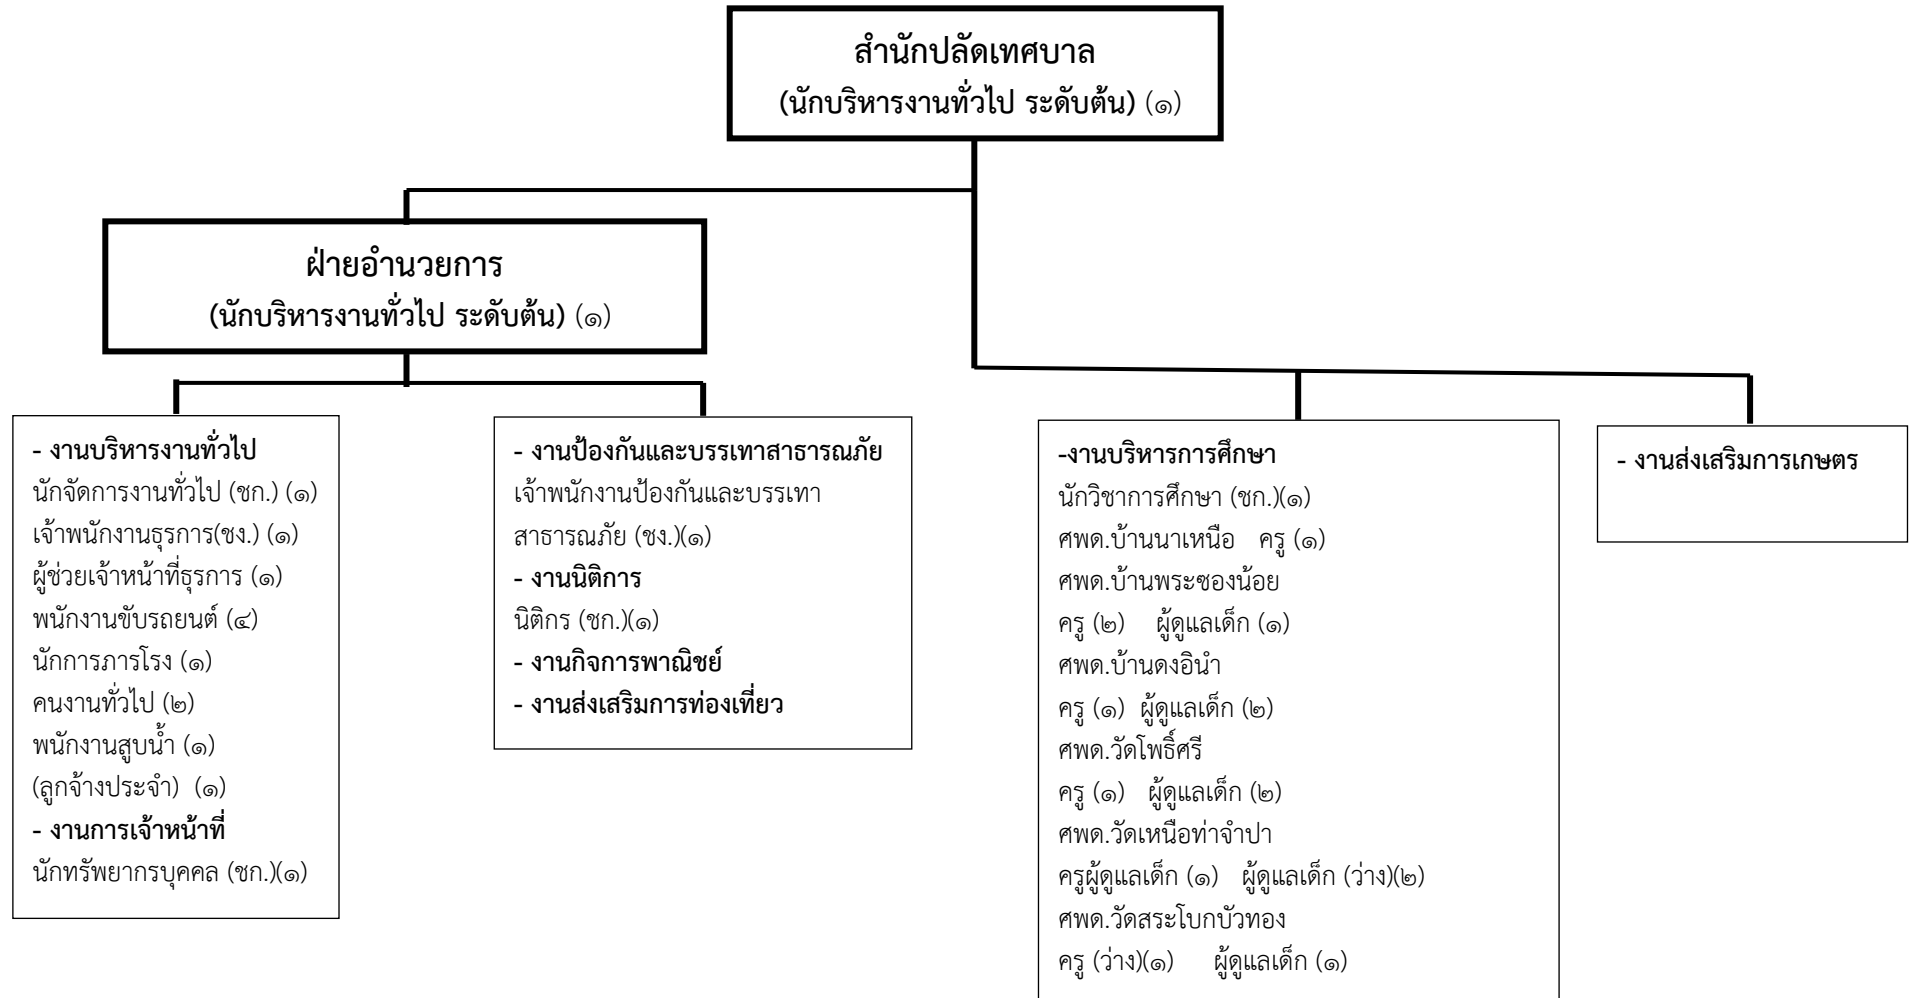 สำนักปลัดเทศบาล
(นักบริหารงานทั่วไป ระดับต้น) (๑)
ฝ่ายอำนวยการ
(นักบริหารงานทั่วไป ระดับต้น) (๑)
- งานบริหารงานทั่วไป
นักจัดการงานทั่วไป (ชก.) (๑)
เจ้าพนักงานธุรการ(ชง.) (๑)
ผู้ช่วยเจ้าหน้าที่ธุรการ (๑)
พนักงานขับรถยนต์ (๔)
นักการภารโรง (๑)
คนงานทั่วไป (๒)
พนักงานสูบน้ำ (๑)
(ลูกจ้างประจำ) (๑)
- งานการเจ้าหน้าที่
นักทรัพยากรบุคคล (ชก.)(๑)
- งานป้องกันและบรรเทาสาธารณภัย
เจ้าพนักงานป้องกันและบรรเทา
สาธารณภัย (ชง.)(๑)
- งานนิติการ
นิติกร (ชก.)(๑)
- งานกิจการพาณิชย์
- งานส่งเสริมการท่องเที่ยว
-งานบริหารการศึกษา
นักวิชาการศึกษา (ชก.)(๑)
ศพด.บ้านนาเหนือ ครู (๑)
ศพด.บ้านพระซองน้อย
ครู (๒) ผู้ดูแลเด็ก (๑)
ศพด.บ้านดงอินำ
ครู (๑) ผู้ดูแลเด็ก (๒)
ศพด.วัดโพธิ์ศรี
ครู (๑) ผู้ดูแลเด็ก (๒)
ศพด.วัดเหนือท่าจำปา
ครูผู้ดูแลเด็ก (๑) ผู้ดูแลเด็ก (ว่าง)(๒)
ศพด.วัดสระโบกบัวทอง
ครู (ว่าง)(๑) ผู้ดูแลเด็ก (๑)
- งานส่งเสริมการเกษตร